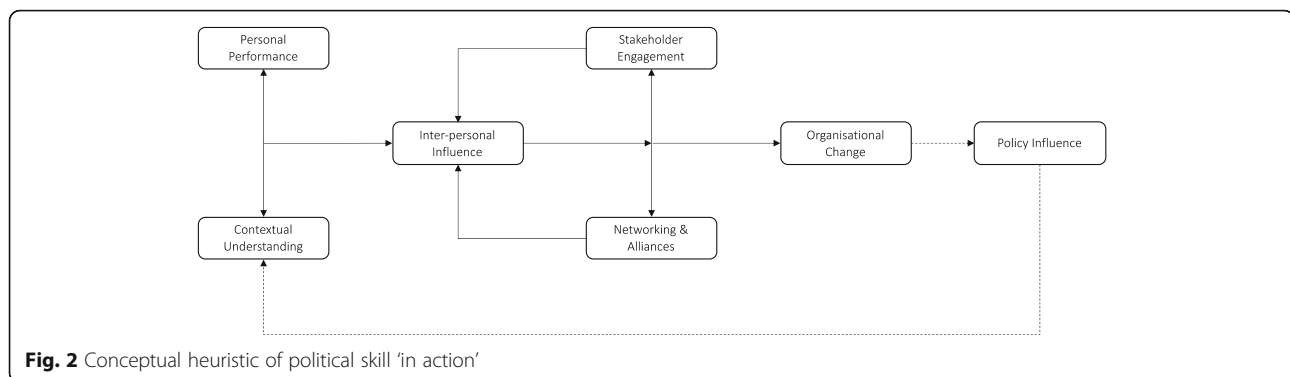 Personal
Performance
Stakeholder
Engagement
Inter-personal
Influence
Organisational
Change
Policy Influence
Contextual
Understanding
Networking &
Alliances
Fig. 2 Conceptual heuristic of political skill ‘in action’